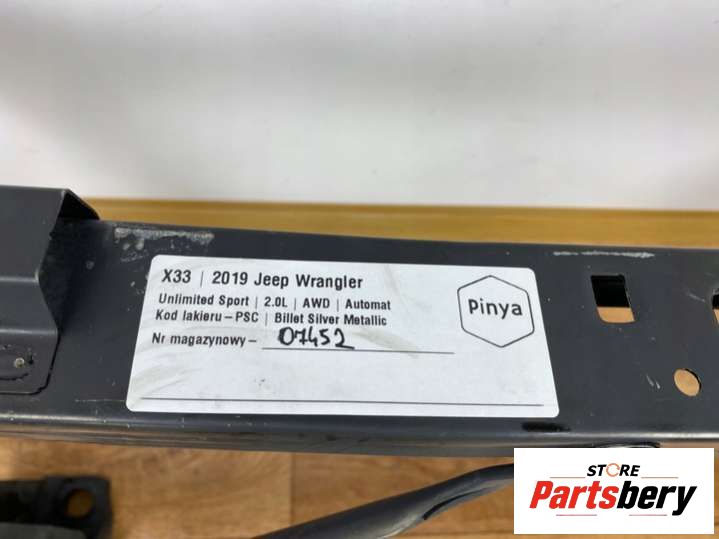 X33 | 2019 Jeep Wrangler
Unlimited Sport | 2.0L | AWD | Automat
Kod lakieru – PSC | Billet Silver Metallic
Nr magazynowy – 07452
Pinya
STORE
Partsbery